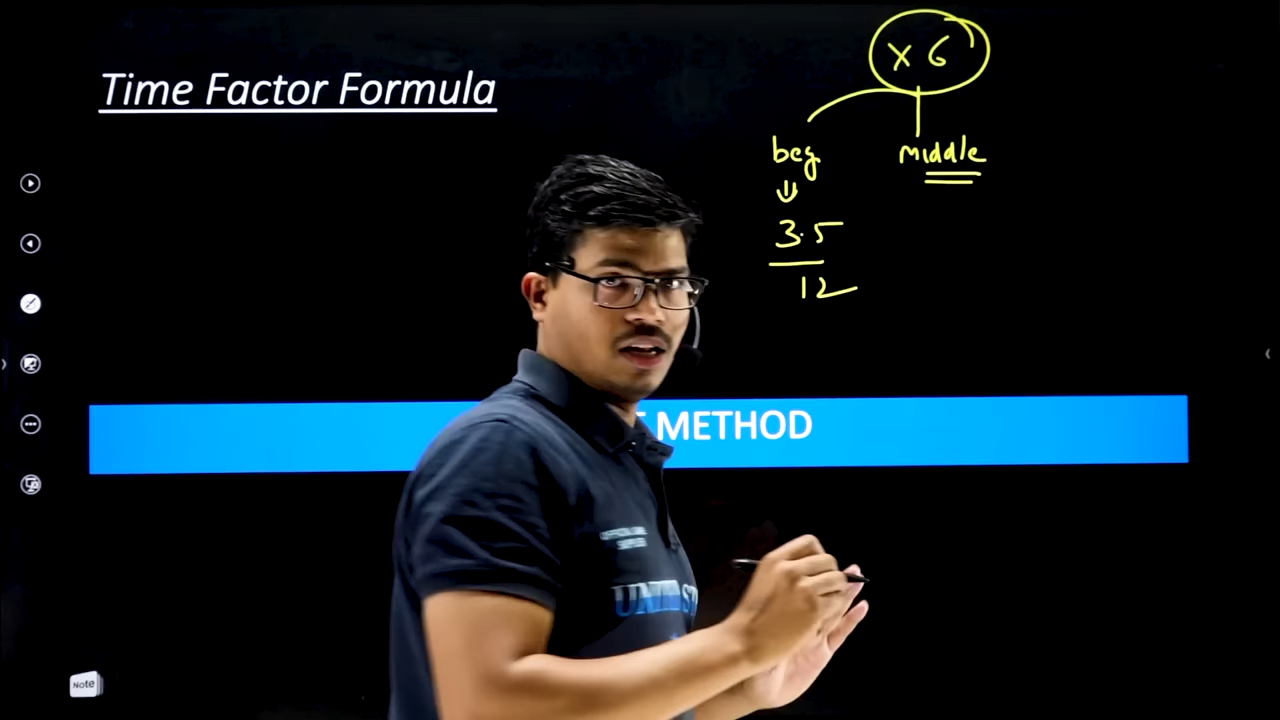 Time Factor Formula
× 6
beg
middle
3.5
12
METHOD
Note